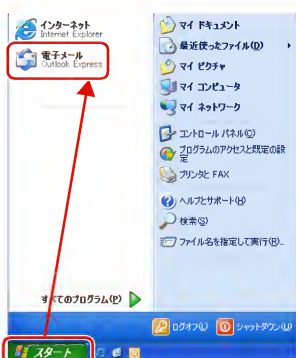 インターネット
Internet Explorer
電子メール
Outlook Express
マイ ドキュメント
最近使ったファイル(D)
マイ ピクチャ
マイ コンピュータ
マイ ネットワーク
コントロール パネル(C)
プログラムのアクセスと既定の設
定
プリンタと FAX
ヘルプとサポート(H)
検索(S)
ファイル名を指定して実行(R)...
すべてのプログラム(P)
ログオフ(L)
シャットダウン(U)
スタート